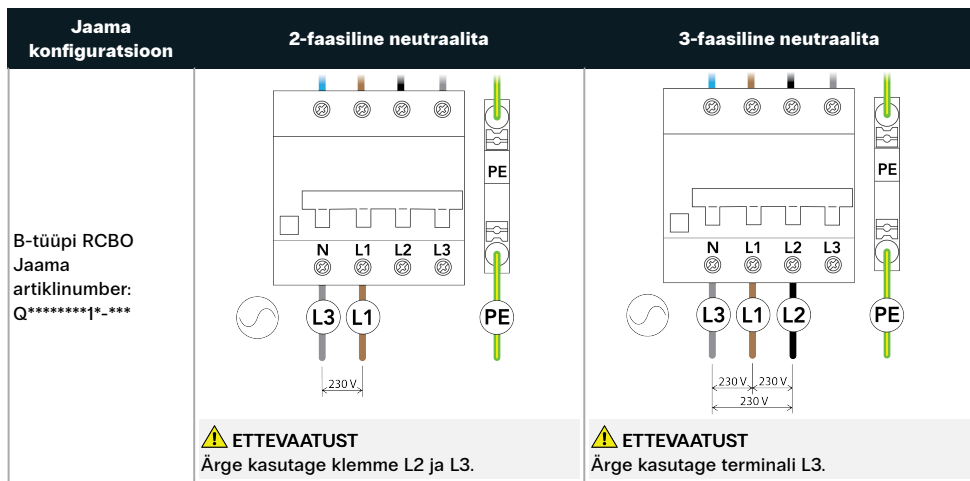 Jaama
konfiguratsioon
2-faasiline neutraalita
3-faasiline neutraalita
B-tüüpi RCBO
Jaama
artiklinumber:
Q********1*-***
PE
N L1 L2 L3
L3 L1 PE
230 V
ETTEVAATUST
Ärge kasutage klemme L2 ja L3.
PE
N L1 L2 L3
L3 L1 L2 PE
230 V 230 V
230 V
ETTEVAATUST
Ärge kasutage terminali L3.